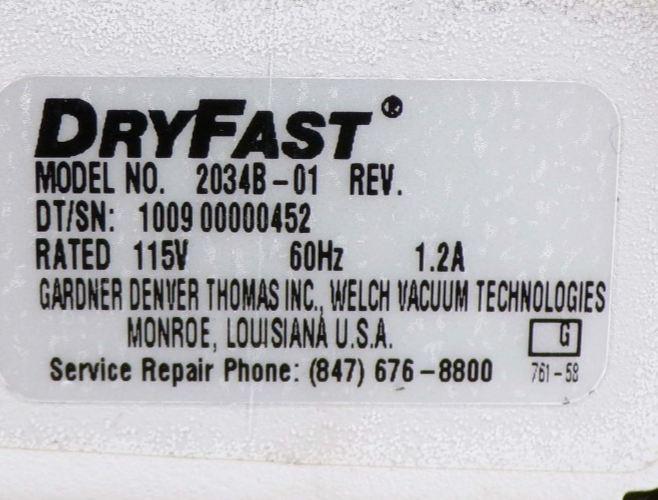 DRYFAST®
MODEL NO. 2034B-01 REV.
DT/SN: 1009 00000452
RATED 115V 60Hz 1.2A
GARDNER DENVER THOMAS INC., WELCH VACUUM TECHNOLOGIES
MONROE, LOUISIANA U.S.A.
G
Service Repair Phone: (847) 676-8800
761-58